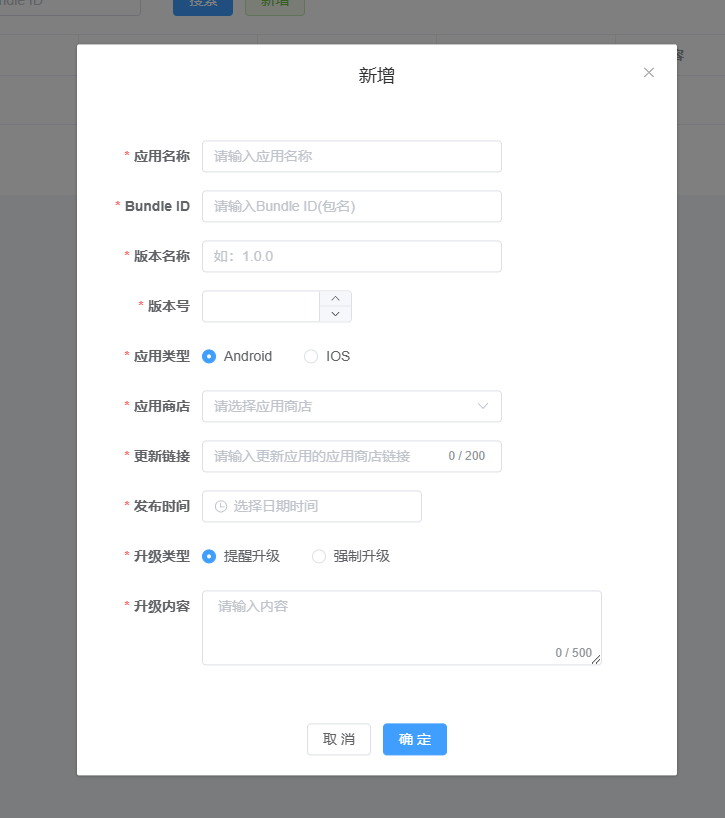 ndle ID 搜索 新增
容
新增
* 应用名称 请输入应用名称
* Bundle ID 请输入Bundle ID(包名)
* 版本名称 如：1.0.0
* 版本号
* 应用类型 Android IOS
* 应用商店 请选择应用商店
* 更新链接 请输入更新应用的应用商店链接 0 / 200
* 发布时间 选择日期时间
* 升级类型 提醒升级 强制升级
* 升级内容 请输入内容
0 / 500
取 消 确 定